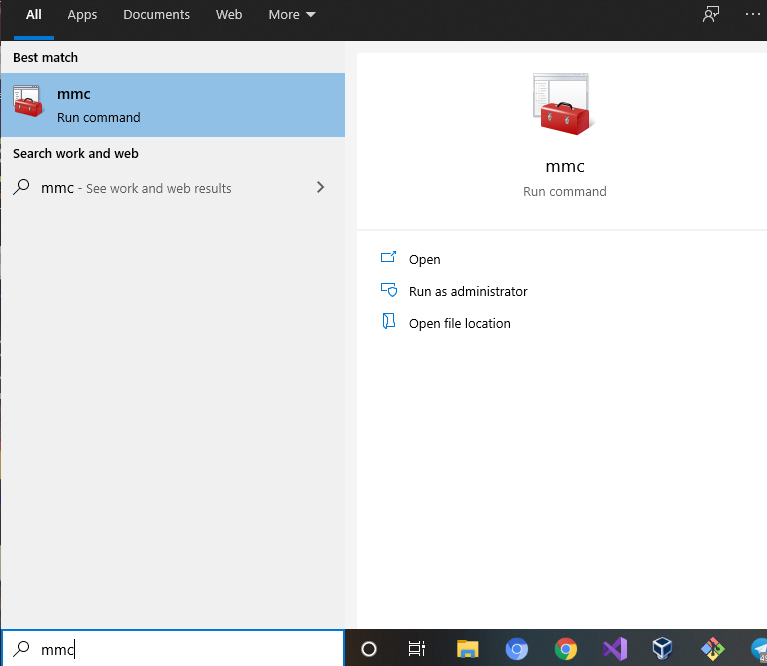 All Apps Documents Web More
Best match
mmc
Run command
Search work and web
mmc - See work and web results
mmc
Run command
Open
Run as administrator
Open file location
mmc